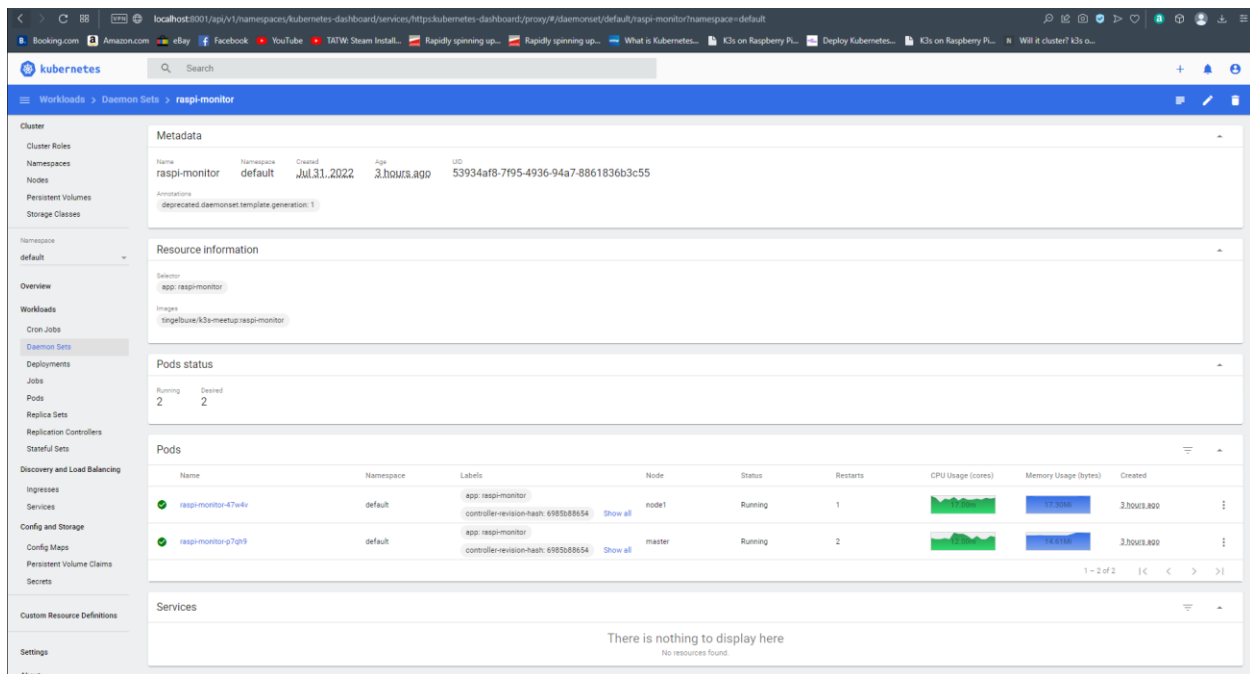 VPN localhost:8001/api/v1/namespaces/kubernetes-dashboard/services/https:kubernetes-dashboard:/proxy/#/daemonset/default/raspi-monitor?namespace=default
Booking.com Amazon.com eBay Facebook YouTube TATW: Steam Install... Rapidly spinning up... Rapidly spinning up... What is Kubernetes... K3s on Raspberry Pi... Deploy Kubernetes... K3s on Raspberry Pi... Will it cluster? k3s o...
kubernetes Search
Workloads > Daemon Sets > raspi-monitor
Cluster
Cluster Roles
Namespaces
Nodes
Persistent Volumes
Storage Classes
Namespace
default
Overview
Workloads
Cron Jobs
Daemon Sets
Deployments
Jobs
Pods
Replica Sets
Replication Controllers
Stateful Sets
Discovery and Load Balancing
Ingresses
Services
Config and Storage
Config Maps
Persistent Volume Claims
Secrets
Custom Resource Definitions
Settings
Metadata
Name Namespace Created Age UID
raspi-monitor default Jul 31, 2022 3 hours ago 53934af8-7f95-4936-94a7-8861836b3c55
Annotations
deprecated.daemonset.template.generation: 1
Resource information
Selector
app: raspi-monitor
Images
tingelbuxe/k3s-meetup:raspi-monitor
Pods status
Running Desired
2 2
Pods
Name Namespace Labels Node Status Restarts CPU Usage (cores) Memory Usage (bytes) Created
raspi-monitor-47w4v default app: raspi-monitor node1 Running 1 17.00m 17.30Mi 3 hours ago
controller-revision-hash: 6985b88654 Show all
raspi-monitor-p7qh9 default app: raspi-monitor master Running 2 12.00m 3 hours ago
controller-revision-hash: 6985b88654 Show all
1 – 2 of 2
Services
There is nothing to display here
No resources found.